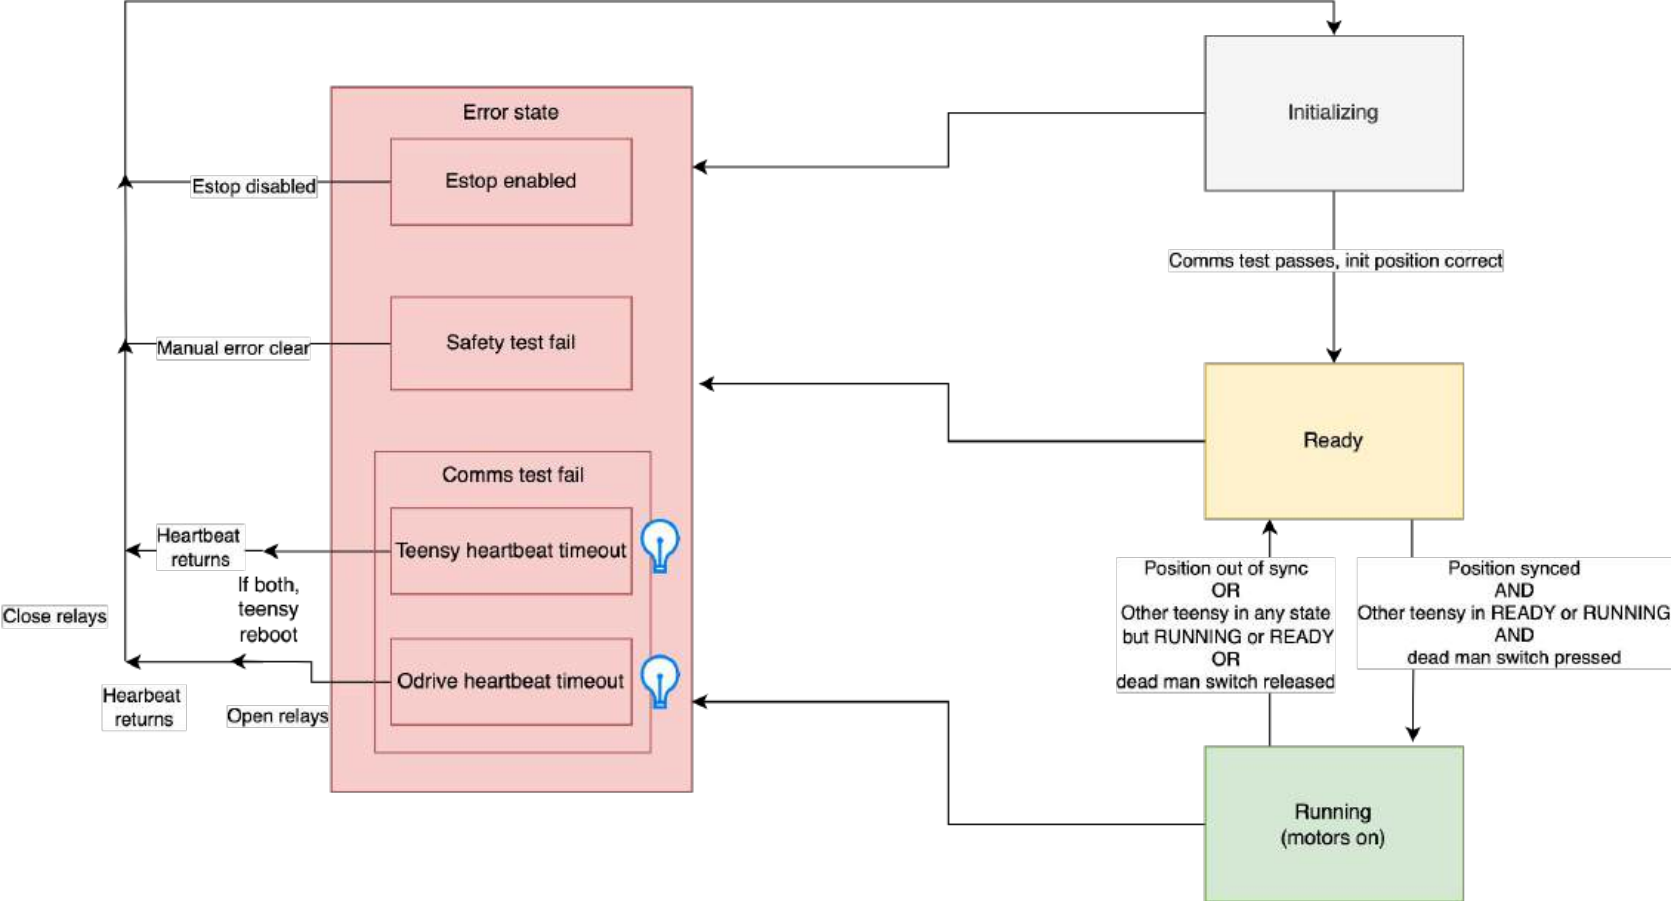 Error state
Initializing
Estop enabled
Estop disabled
Comms test passes, init position correct
Safety test fail
Manual error clear
Ready
Comms test fail
Heartbeat
returns
Teensy heartbeat timeout
If both,
teensy
reboot
Close relays
Odrive heartbeat timeout
Hearbeat
returns
Open relays
Position out of sync
OR
Other teensy in any state
but RUNNING or READY
OR
dead man switch released
Position synced
AND
Other teensy in READY or RUNNING
AND
dead man switch pressed
Running
(motors on)